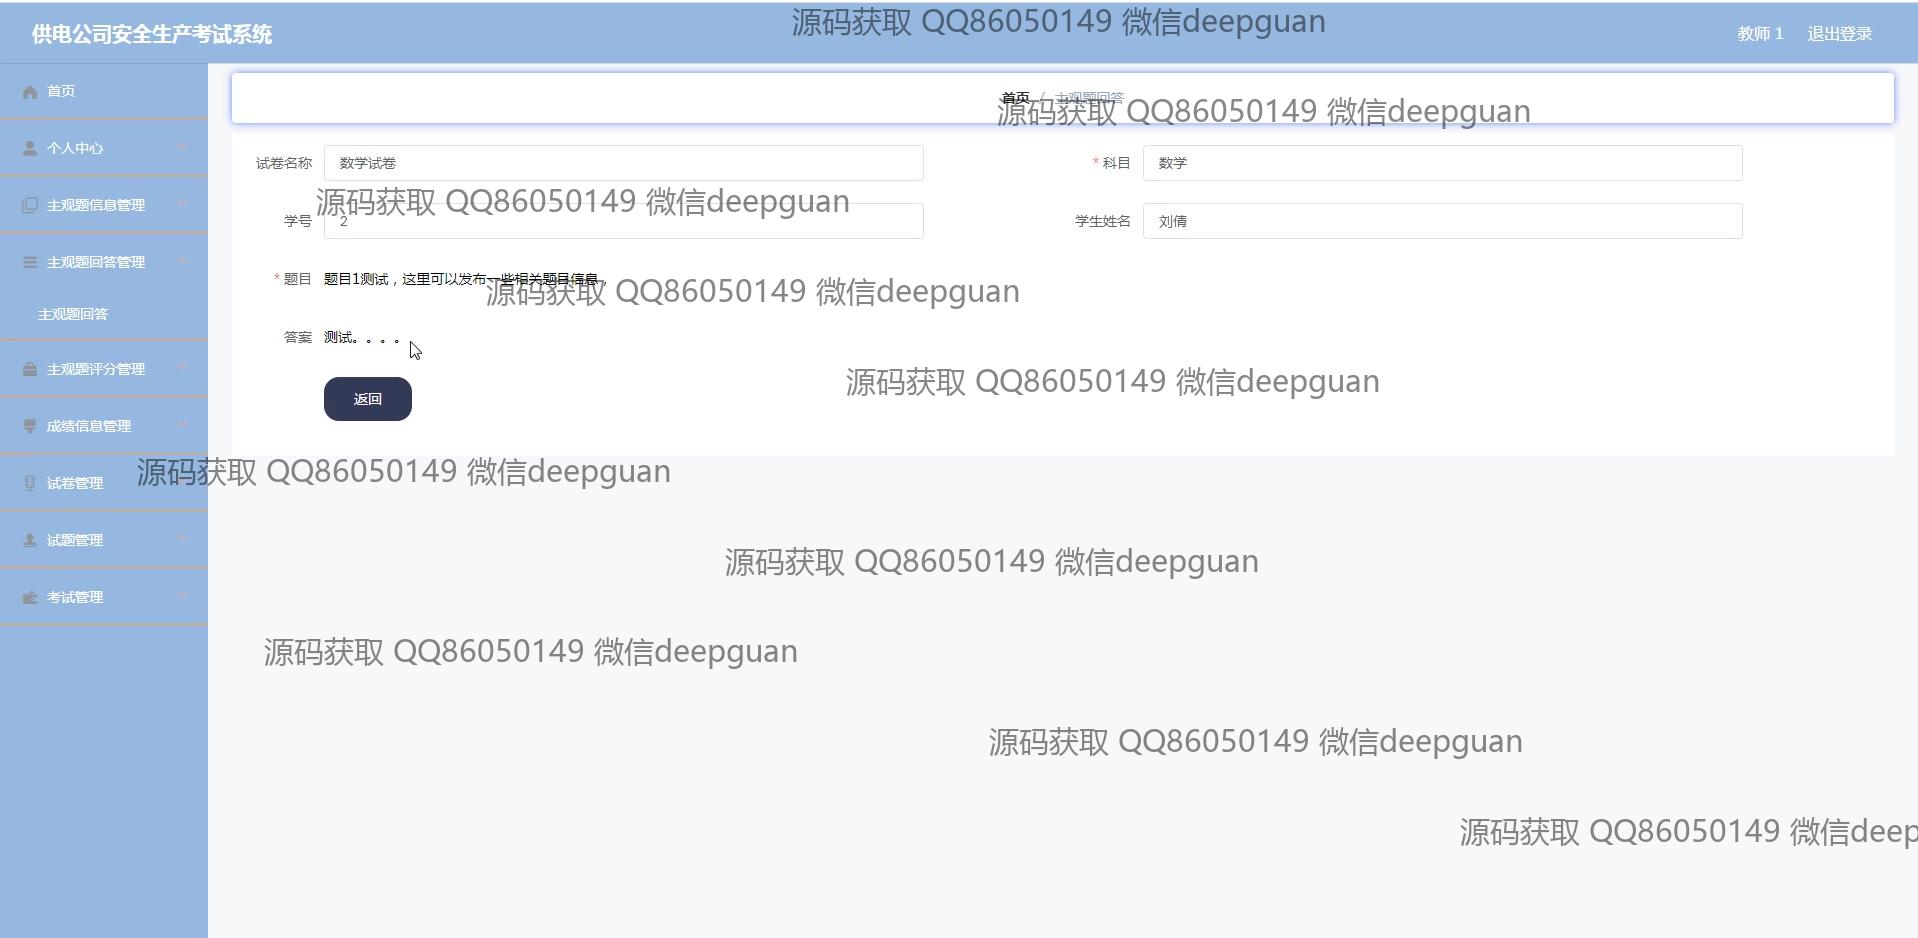 源码获取 QQ86050149 微信deepguan
供电公司安全生产考试系统
教师 1 退出登录
首页
首页 / 主观题回答
源码获取 QQ86050149 微信deepguan
个人中心
试卷名称 数学试卷
* 科目 数学
主观题信息管理
源码获取 QQ86050149 微信deepguan
学号 2
学生姓名 刘倩
主观题回答管理
* 题目 题目1测试，这里可以发布一些相关题目信息，
源码获取 QQ86050149 微信deepguan
主观题回答
答案 测试。。。。
主观题评分管理
源码获取 QQ86050149 微信deepguan
返回
成绩信息管理
源码获取 QQ86050149 微信deepguan
试卷管理
试题管理
源码获取 QQ86050149 微信deepguan
考试管理
源码获取 QQ86050149 微信deepguan
源码获取 QQ86050149 微信deepguan
源码获取 QQ86050149 微信deep